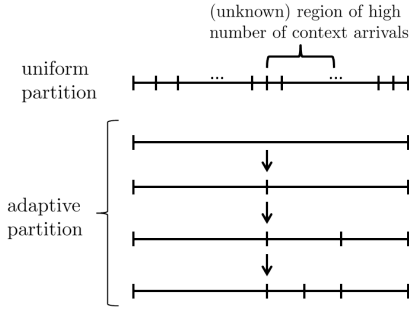 (unknown) region of high
number of context arrivals
uniform
partition
... ...
adaptive
partition